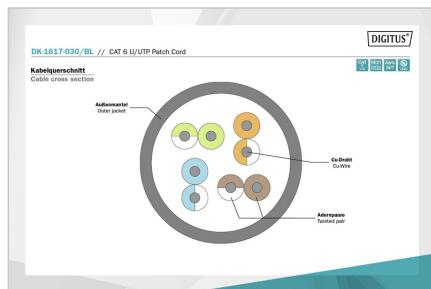 DIGITUS®
DK-1617-030/BL // CAT 6 U/UTP Patch Cord
Kabelquerschnitt
Cable cross section
Außenmantel
Outer jacket
Cu-Draht
Cu-Wire
Adernpaare
Twisted pair